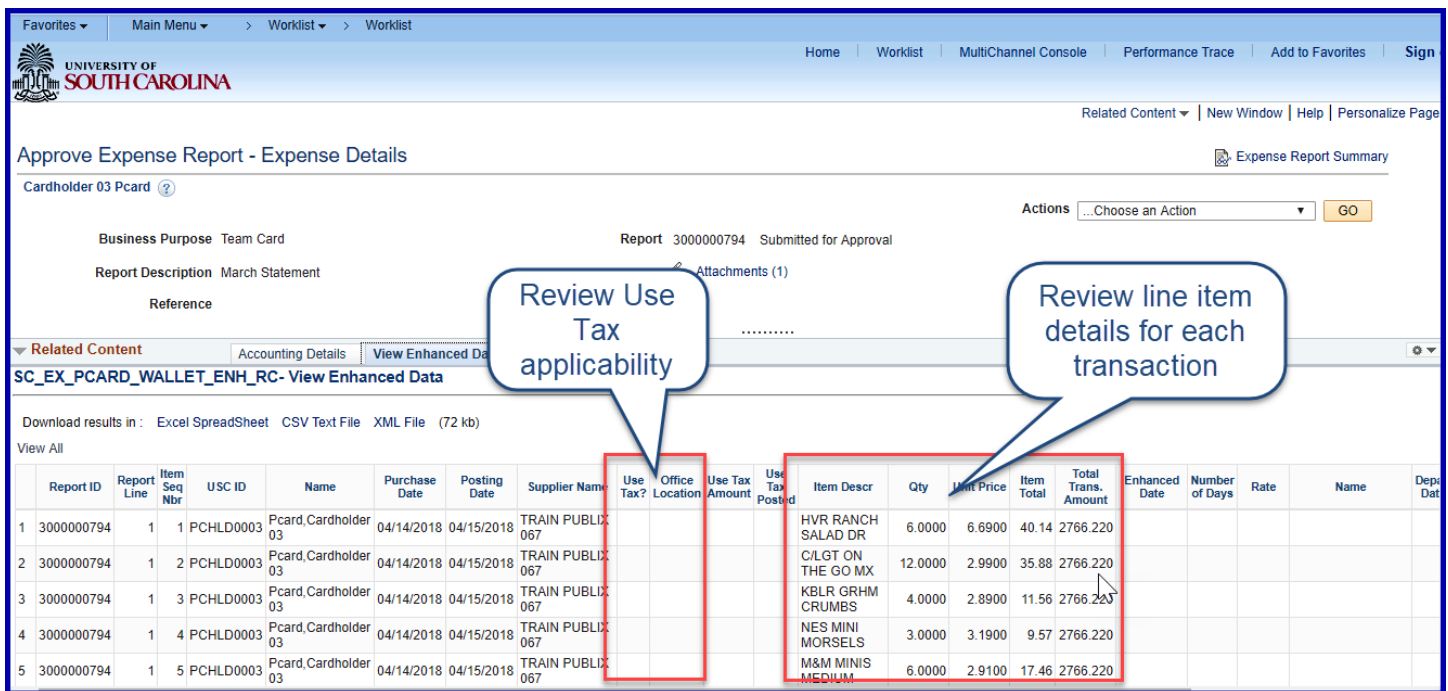 Favorites Main Menu > Worklist > Worklist
UNIVERSITY OF
SOUTH CAROLINA
Home Worklist MultiChannel Console Performance Trace Add to Favorites Sign
Related Content New Window Help Personalize Page
Approve Expense Report - Expense Details
Expense Report Summary
Cardholder 03 Pcard ?
Actions ...Choose an Action GO
Business Purpose Team Card
Report 3000000794 Submitted for Approval
Report Description March Statement
Attachments (1)
Reference
Review Use
Tax
applicability
Review line item
details for each
transaction
Related Content Accounting Details View Enhanced Da
SC_EX_PCARD_WALLET_ENH_RC- View Enhanced Data
Download results in : Excel SpreadSheet CSV Text File XML File (72 kb)
View All
Report ID Report Line Item Seq Nbr USC ID Name Purchase Date Posting Date Supplier Name Use Tax? Office Location Use Tax Amount Use Tax Posted Item Descr Qty Unit Price Item Total Total Trans. Amount Enhanced Date Number of Days Rate Name Depa Dat
1 3000000794 1 1 PCHLD0003 Pcard,Cardholder 03 04/14/2018 04/15/2018 TRAIN PUBLIX 067 HVR RANCH SALAD DR 6.0000 6.6900 40.14 2766.220
2 3000000794 1 2 PCHLD0003 Pcard,Cardholder 03 04/14/2018 04/15/2018 TRAIN PUBLIX 067 C/LGT ON THE GO MX 12.0000 2.9900 35.88 2766.220
3 3000000794 1 3 PCHLD0003 Pcard,Cardholder 03 04/14/2018 04/15/2018 TRAIN PUBLIX 067 KBLR GRHM CRUMBS 4.0000 2.8900 11.56 2766.220
4 3000000794 1 4 PCHLD0003 Pcard,Cardholder 03 04/14/2018 04/15/2018 TRAIN PUBLIX 067 NES MINI MORSELS 3.0000 3.1900 9.57 2766.220
5 3000000794 1 5 PCHLD0003 Pcard,Cardholder 03 04/14/2018 04/15/2018 TRAIN PUBLIX 067 M&M MINIS MEDIUM 6.0000 2.9100 17.46 2766.220